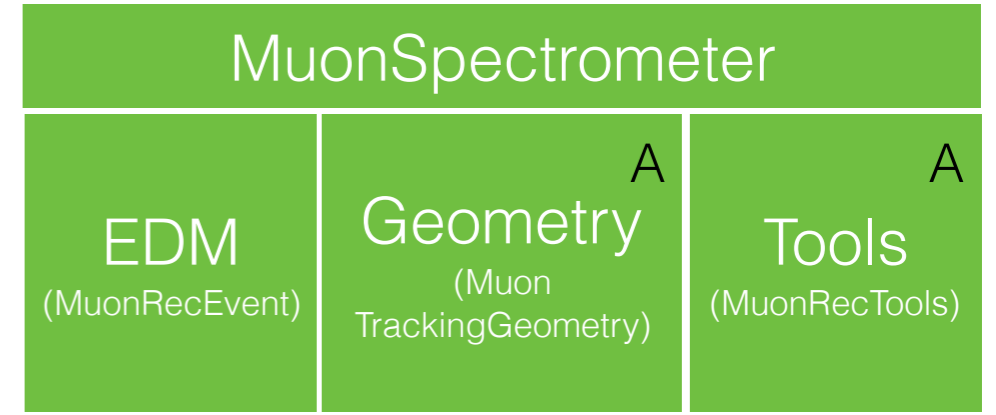 MuonSpectrometer
EDM
(MuonRecEvent)
A
Geometry
(Muon
TrackingGeometry)
A
Tools
(MuonRecTools)